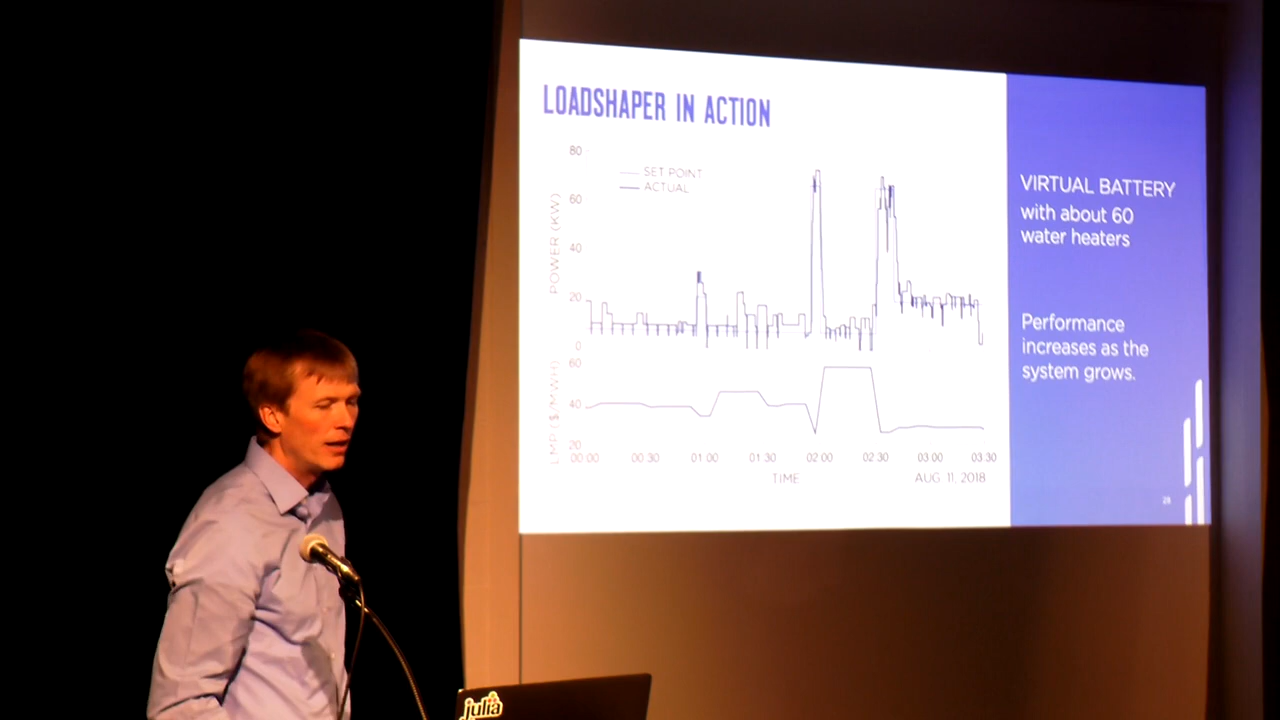 LOADSHAPER IN ACTION
80
SET POINT
ACTUAL
60
POWER (KW)
40
20
0
60
LMP ($/MWH)
40
20
00:00 00:30 01:00 01:30 02:00 02:30 03:00 03:30
TIME
AUG. 11, 2018
VIRTUAL BATTERY
with about 60
water heaters
Performance
increases as the
system grows.
28
julia